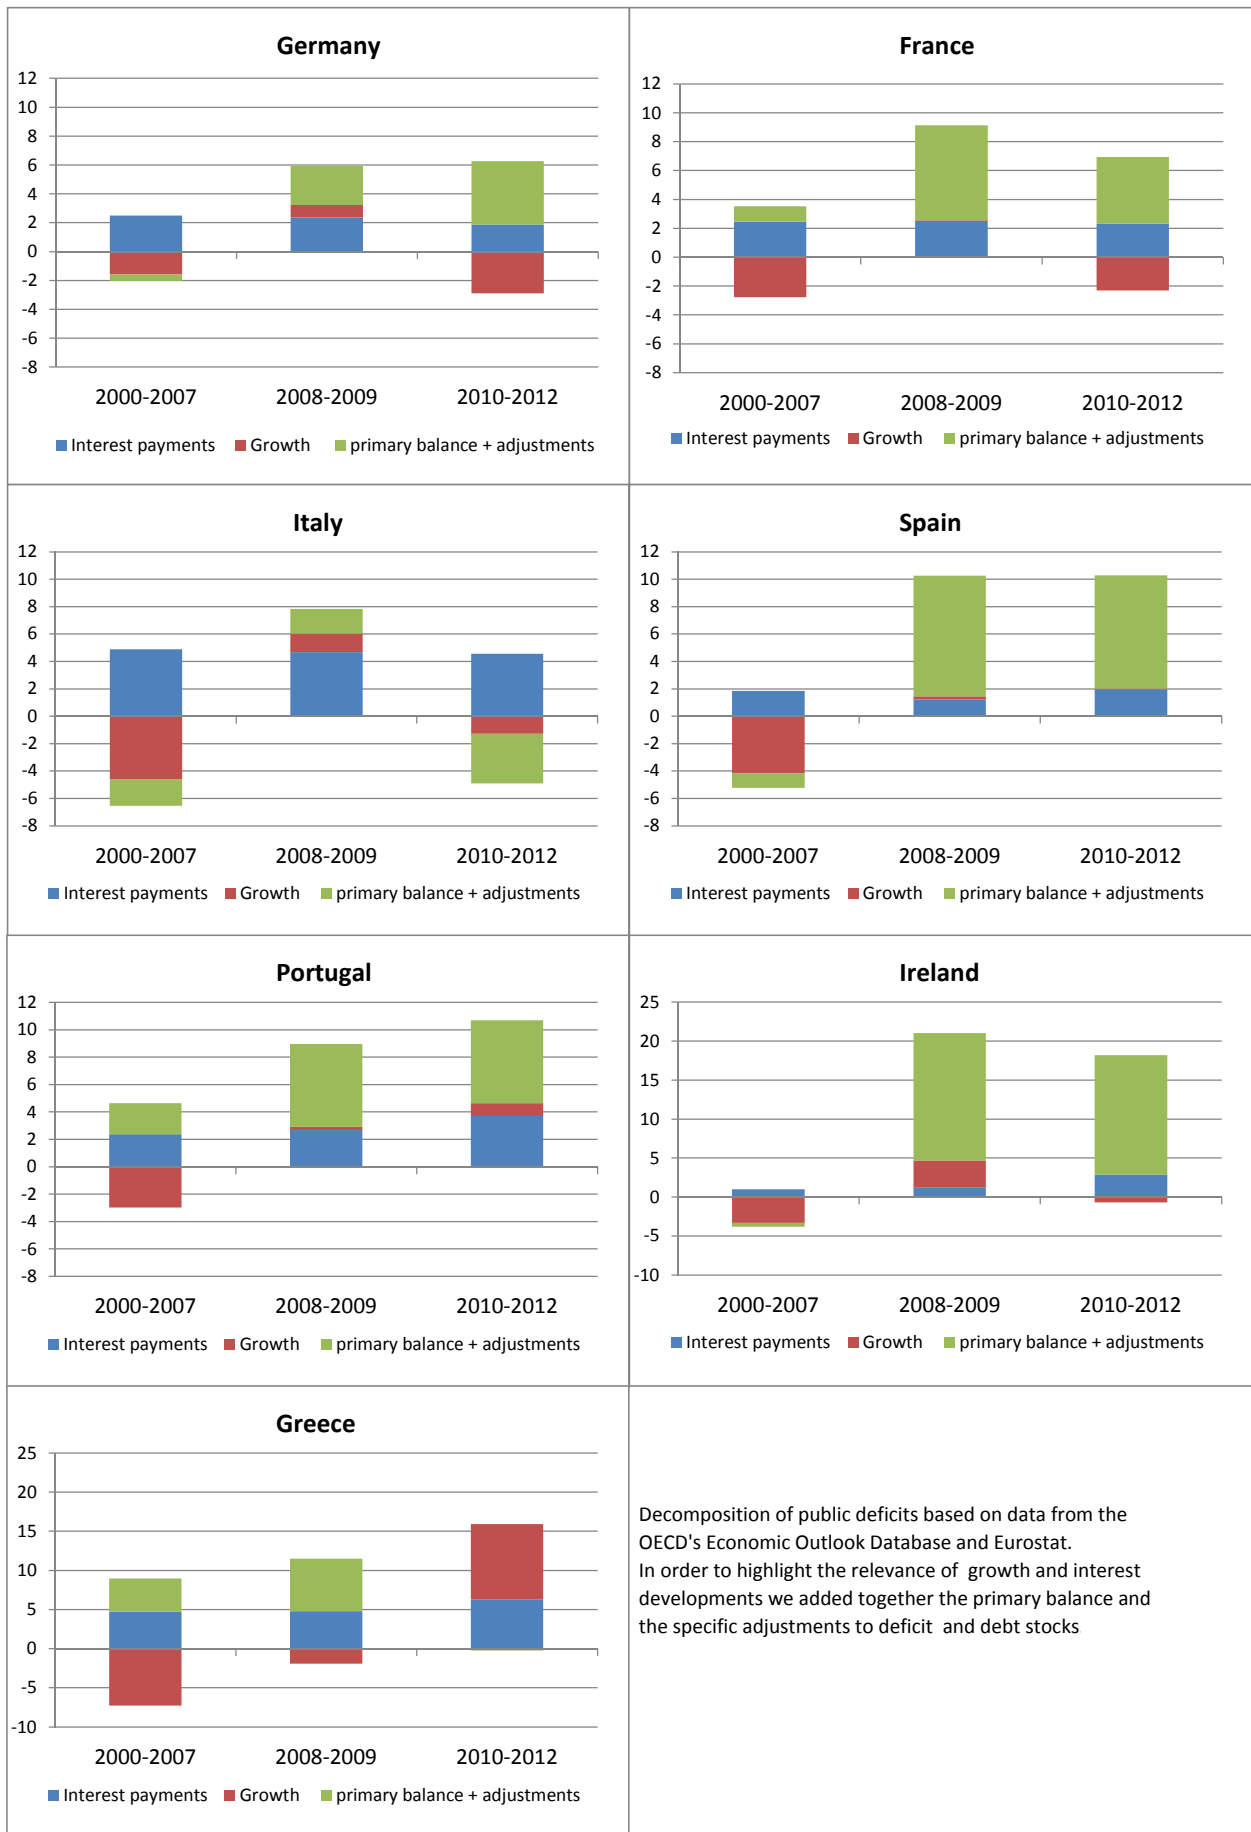 Germany
12
10
8
6
4
2
0
-2
-4
-6
-8
2000-2007 2008-2009 2010-2012
Interest payments Growth primary balance + adjustments
France
12
10
8
6
4
2
0
-2
-4
-6
-8
2000-2007 2008-2009 2010-2012
Interest payments Growth primary balance + adjustments
Italy
12
10
8
6
4
2
0
-2
-4
-6
-8
2000-2007 2008-2009 2010-2012
Interest payments Growth primary balance + adjustments
Spain
12
10
8
6
4
2
0
-2
-4
-6
-8
2000-2007 2008-2009 2010-2012
Interest payments Growth primary balance + adjustments
Portugal
12
10
8
6
4
2
0
-2
-4
-6
-8
2000-2007 2008-2009 2010-2012
Interest payments Growth primary balance + adjustments
Ireland
25
20
15
10
5
0
-5
-10
2000-2007 2008-2009 2010-2012
Interest payments Growth primary balance + adjustments
Greece
25
20
15
10
5
0
-5
-10
2000-2007 2008-2009 2010-2012
Interest payments Growth primary balance + adjustments
Decomposition of public deficits based on data from the
OECD's Economic Outlook Database and Eurostat.
In order to highlight the relevance of growth and interest
developments we added together the primary balance and
the specific adjustments to deficit and debt stocks